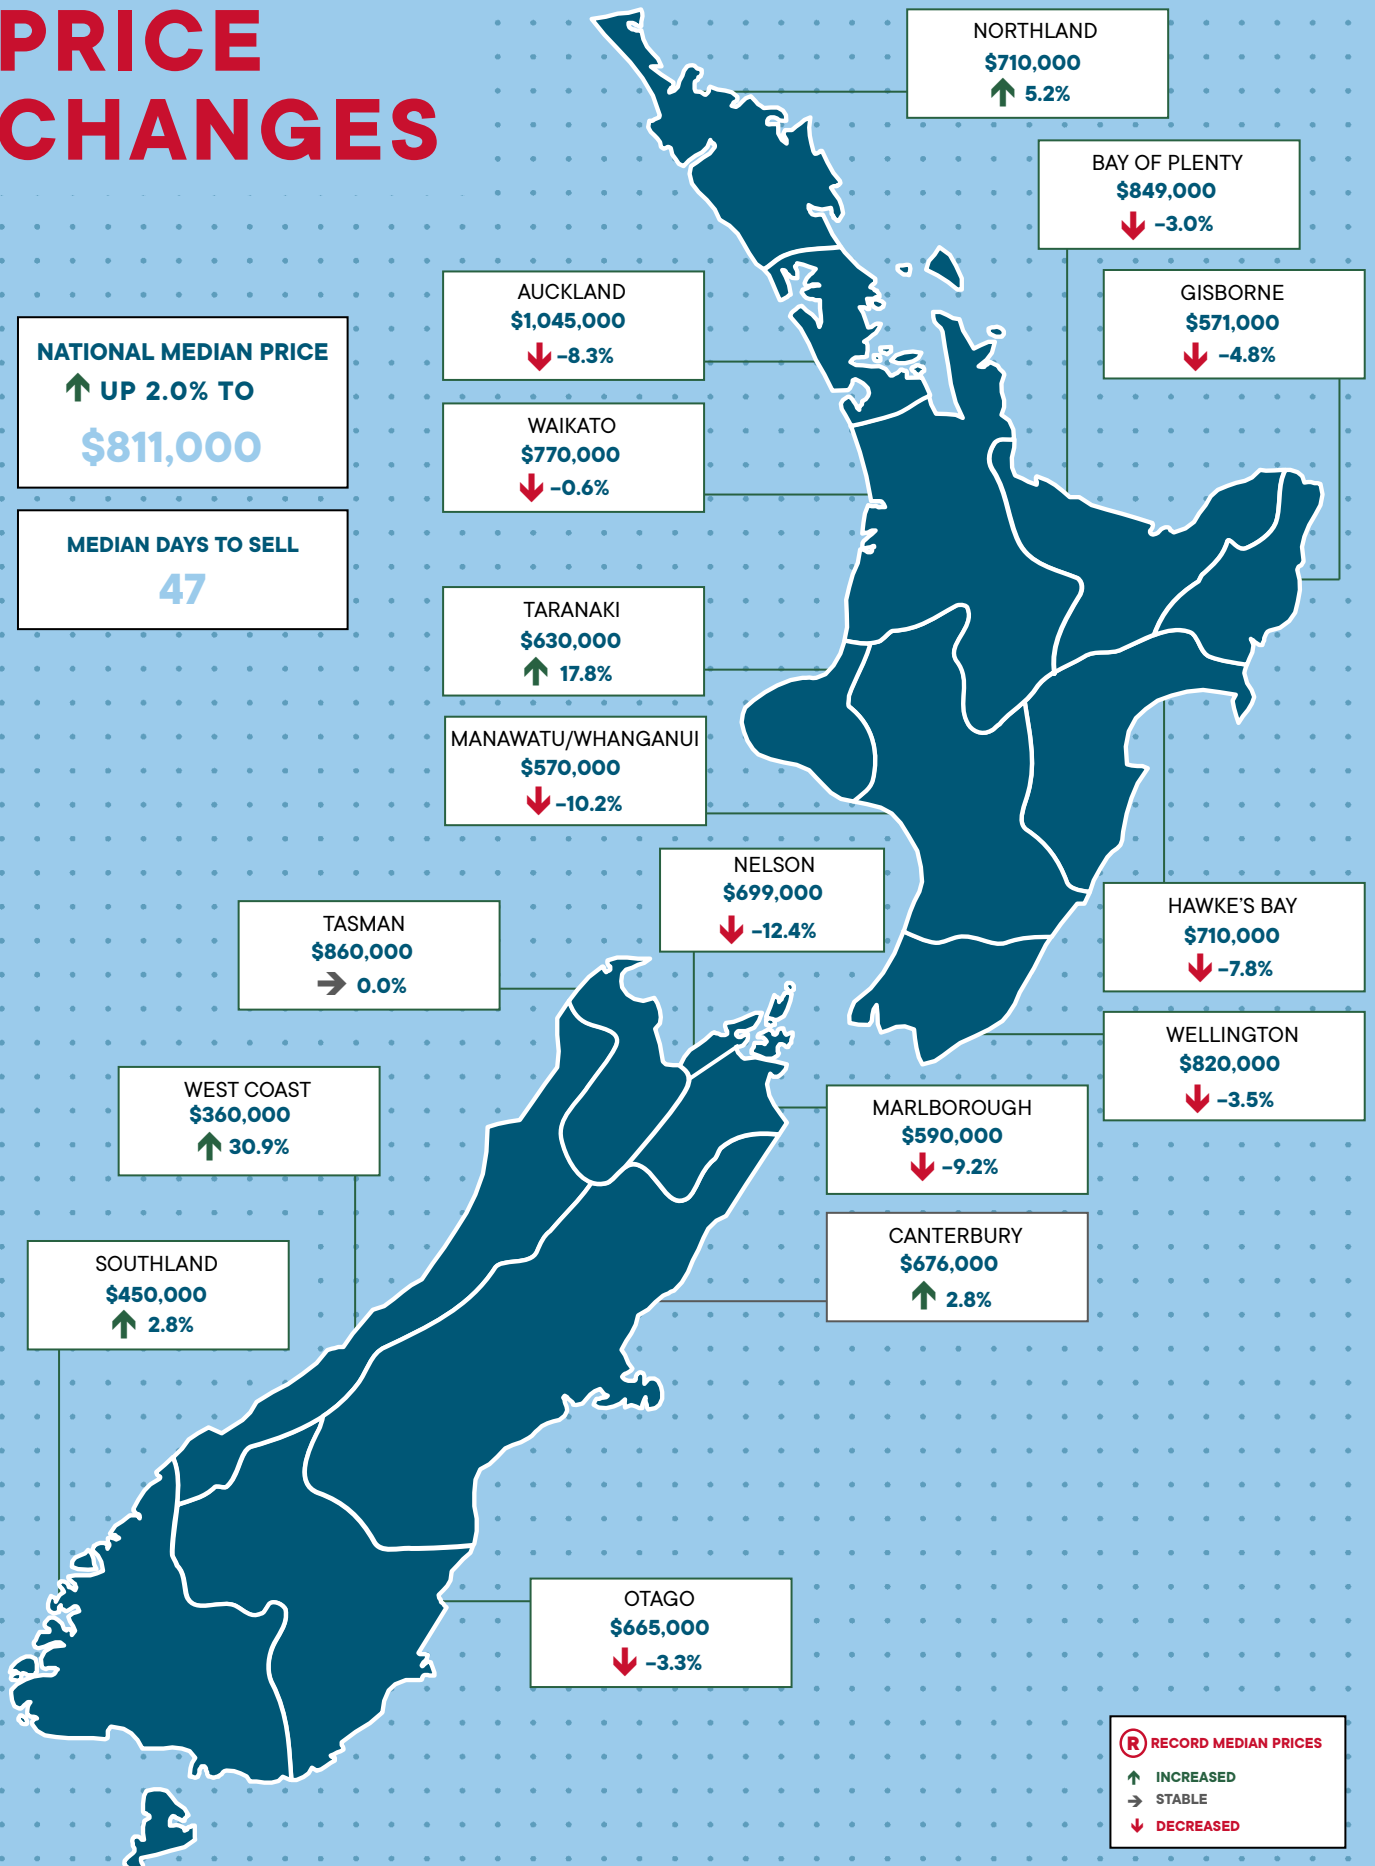 PRICE
CHANGES
NORTHLAND
$710,000
5.2%
BAY OF PLENTY
$849,000
-3.0%
AUCKLAND
$1,045,000
-8.3%
GISBORNE
$571,000
-4.8%
NATIONAL MEDIAN PRICE
UP 2.0% TO
$811,000
WAIKATO
$770,000
-0.6%
MEDIAN DAYS TO SELL
47
TARANAKI
$630,000
17.8%
MANAWATU/WHANGANUI
$570,000
-10.2%
NELSON
$699,000
-12.4%
TASMAN
$860,000
0.0%
HAWKE'S BAY
$710,000
-7.8%
WELLINGTON
$820,000
-3.5%
WEST COAST
$360,000
30.9%
MARLBOROUGH
$590,000
-9.2%
CANTERBURY
$676,000
2.8%
SOUTHLAND
$450,000
2.8%
OTAGO
$665,000
-3.3%
R RECORD MEDIAN PRICES
INCREASED
STABLE
DECREASED